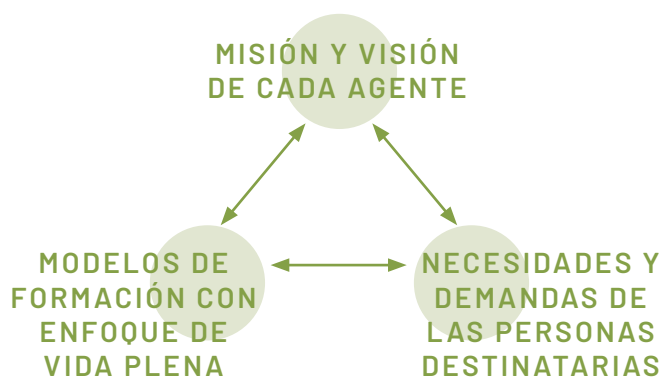 MISIÓN Y VISIÓN
DE CADA AGENTE
MODELOS DE
FORMACIÓN CON
ENFOQUE DE
VIDA PLENA
NECESIDADES Y
DEMANDAS DE
LAS PERSONAS
DESTINATARIAS